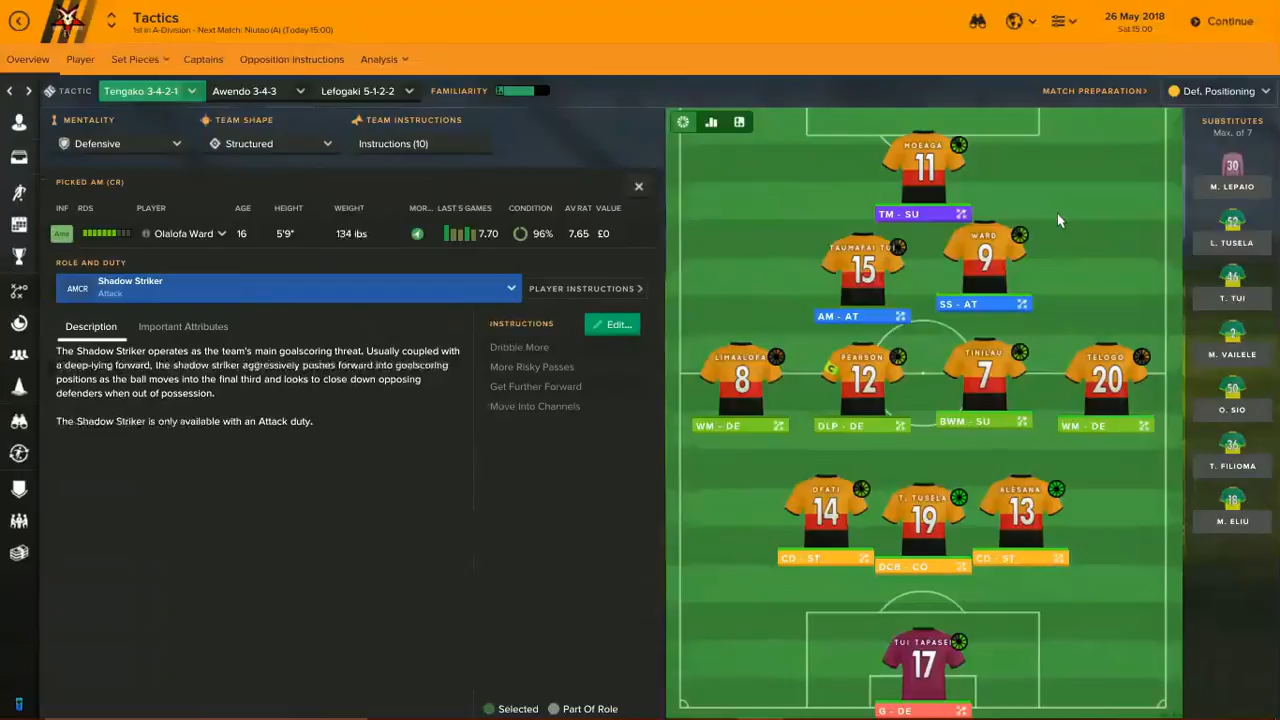 Tactics
1st in A-Division - Next Match: Niutao (A) (Today 15:00)
26 May 2018
Sat 15:00
Continue
Overview
Player
Set Pieces
Captains
Opposition Instructions
Analysis
TACTIC
Tengako 3-4-2-1
Awendo 3-4-3
Lefogaki 5-1-2-2
FAMILIARITY
MATCH PREPARATION>
Def. Positioning
MENTALITY
TEAM SHAPE
TEAM INSTRUCTIONS
Defensive
Structured
Instructions (10)
PICKED AM (CR)
INF
RDS
PLAYER
AGE
HEIGHT
WEIGHT
MOR...
LAST 5 GAMES
CONDITION
AV RAT
VALUE
Olalofa Ward
16
5'9"
134 lbs
7.70
96%
7.65
£0
ROLE AND DUTY
AMCR
Shadow Striker
Attack
PLAYER INSTRUCTIONS
Description
Important Attributes
INSTRUCTIONS
Edit...
The Shadow Striker operates as the team's main goalscoring threat. Usually coupled with
a deep-lying forward, the shadow striker aggressively pushes forward into goalscoring
positions as the ball moves into the final third and looks to close down opposing
defenders when out of possession.
The Shadow Striker is only available with an Attack duty.
Dribble More
More Risky Passes
Get Further Forward
Move Into Channels
Selected
Part Of Role
MOEAGA
11
TM - SU
TAUMAFAI TU
15
AM - AT
WARD
9
SS - AT
LIMAALOFA
8
WM - DE
PEARSON
12
DLP - DE
TINILAU
7
BWM - SU
TELOGO
20
WM - DE
OFATI
14
CD - ST
T. TUSELA
19
DCB - CO
ALESANA
13
CD - ST
TUI TAPASEI
17
G - DE
SUBSTITUTES
Max. of 7
30
M. LEPAIO
52
L. TUSELA
T. TUI
M. VAILELE
50
O. SIO
36
T. FILIOMA
18
M. ELIU